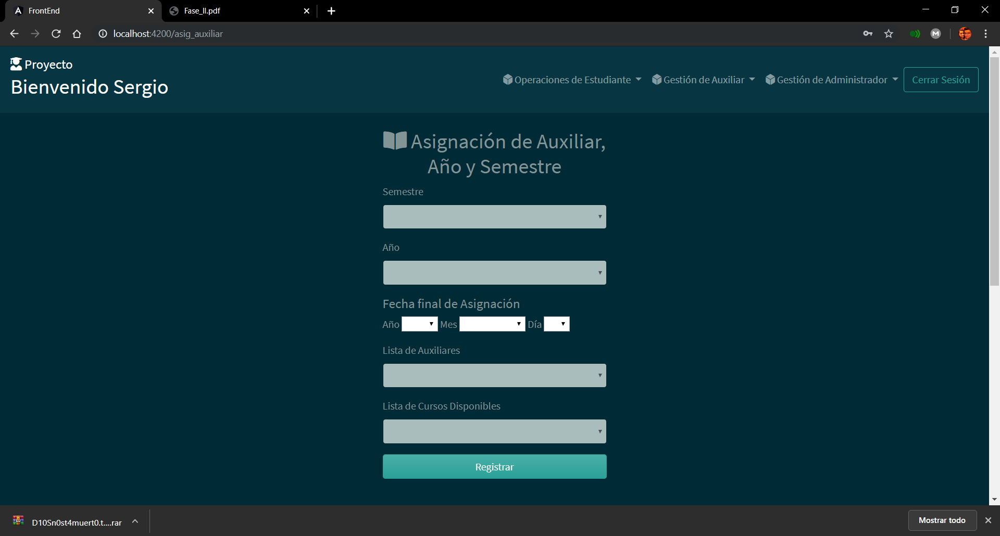 FrontEnd
Fase_II.pdf
localhost:4200/asig_auxiliar
M
Proyecto
Bienvenido Sergio
Operaciones de Estudiante
Gestión de Auxiliar
Gestión de Administrador
Cerrar Sesión
Asignación de Auxiliar,
Año y Semestre
Semestre
Año
Fecha final de Asignación
Año Mes Día
Lista de Auxiliares
Lista de Cursos Disponibles
Registrar
D10Sn0st4muert0.t....rar
Mostrar todo